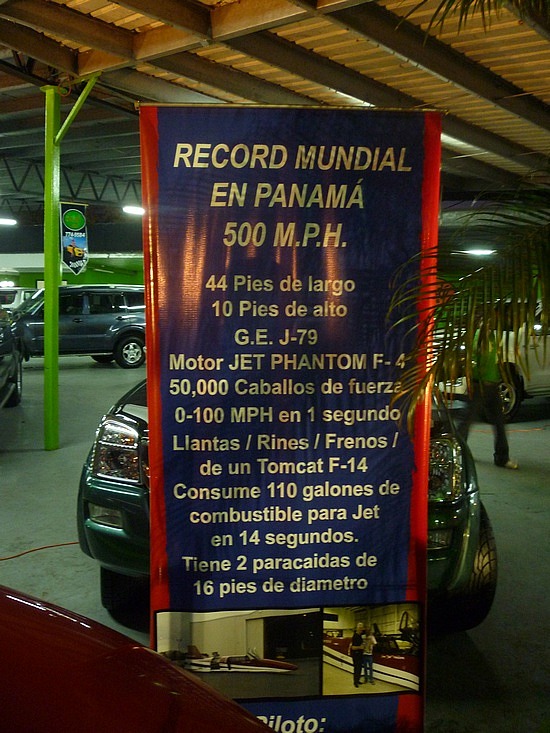 RECORD MUNDIAL
EN PANAMÁ
500 M.P.H.
44 Pies de largo
10 Pies de alto
G.E. J-79
Motor JET PHANTOM F-4
50,000 Caballos de fuerza
0-100 MPH en 1 segundo
Llantas / Rines / Frenos /
de un Tomcat F-14
Consume 110 galones de
combustible para Jet
en 14 segundos.
Tiene 2 paracaidas de
16 pies de diametro
Piloto: